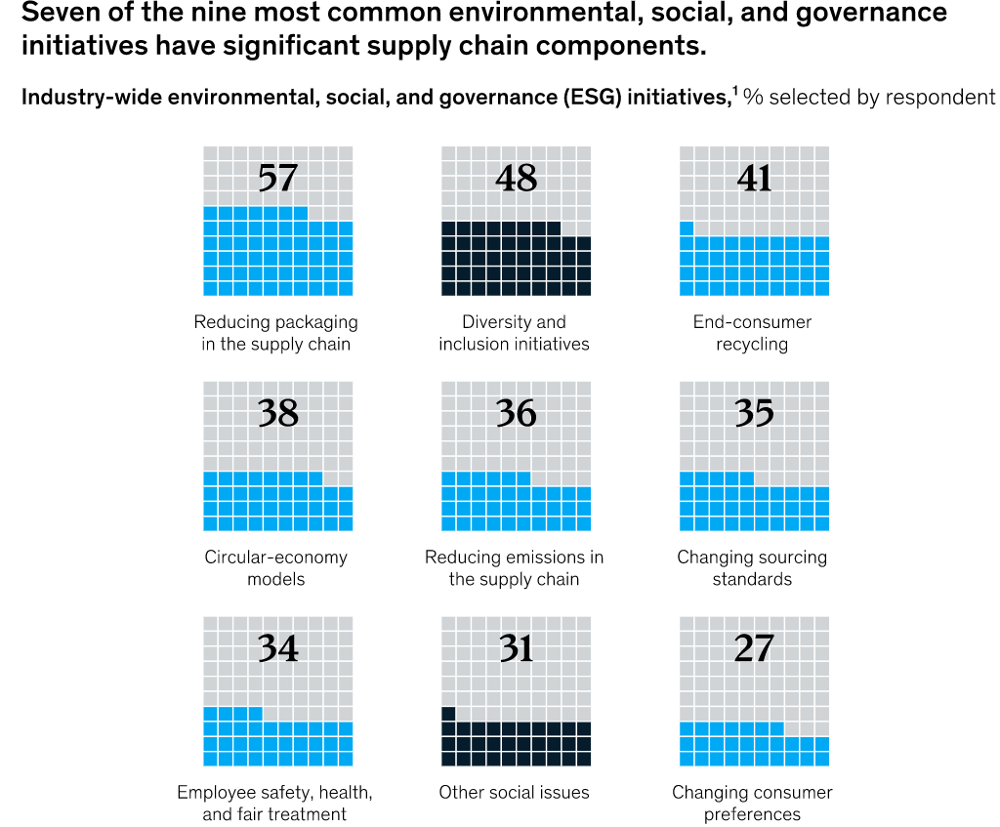 Seven of the nine most common environmental, social, and governance
initiatives have significant supply chain components.
Industry-wide environmental, social, and governance (ESG) initiatives,¹ % selected by respondent
57
48
41
Reducing packaging
in the supply chain
Diversity and
inclusion initiatives
End-consumer
recycling
38
36
35
Circular-economy
models
Reducing emissions in
the supply chain
Changing sourcing
standards
34
31
27
Employee safety, health,
and fair treatment
Other social issues
Changing consumer
preferences